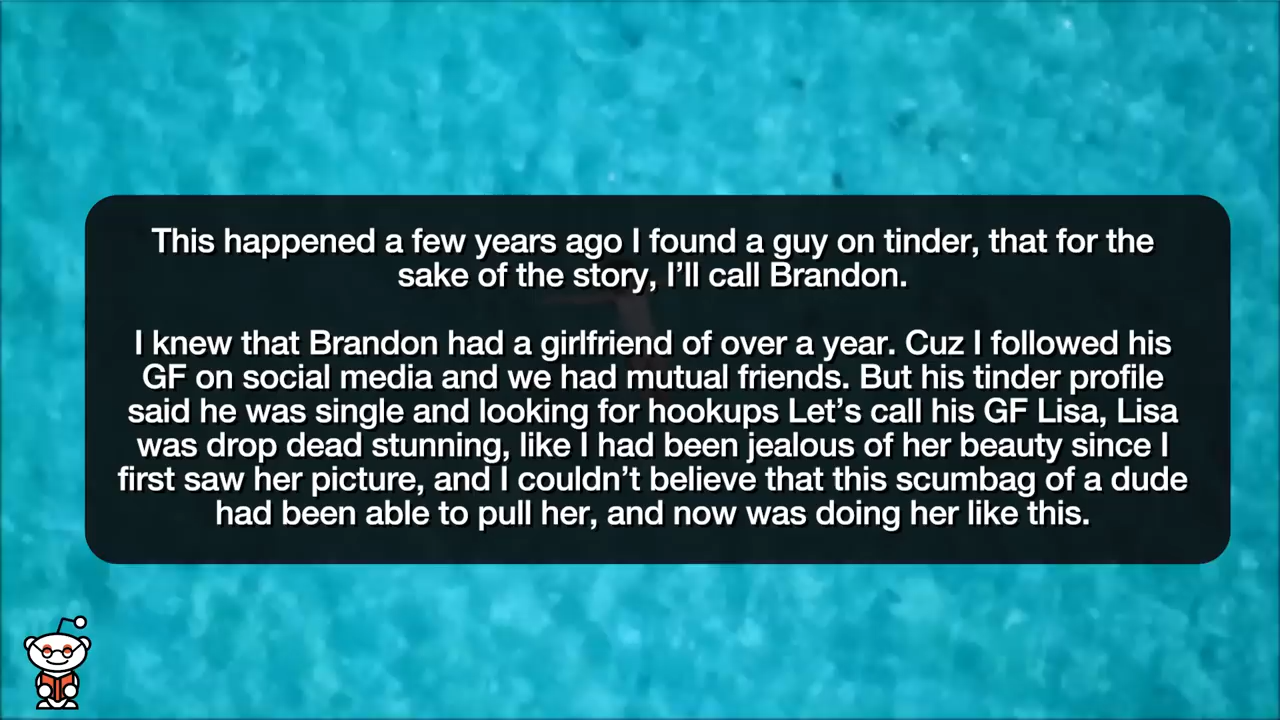 This happened a few years ago I found a guy on tinder, that for the
sake of the story, I’ll call Brandon.
I knew that Brandon had a girlfriend of over a year. Cuz I followed his
GF on social media and we had mutual friends. But his tinder profile
said he was single and looking for hookups Let’s call his GF Lisa, Lisa
was drop dead stunning, like I had been jealous of her beauty since I
first saw her picture, and I couldn’t believe that this scumbag of a dude
had been able to pull her, and now was doing her like this.